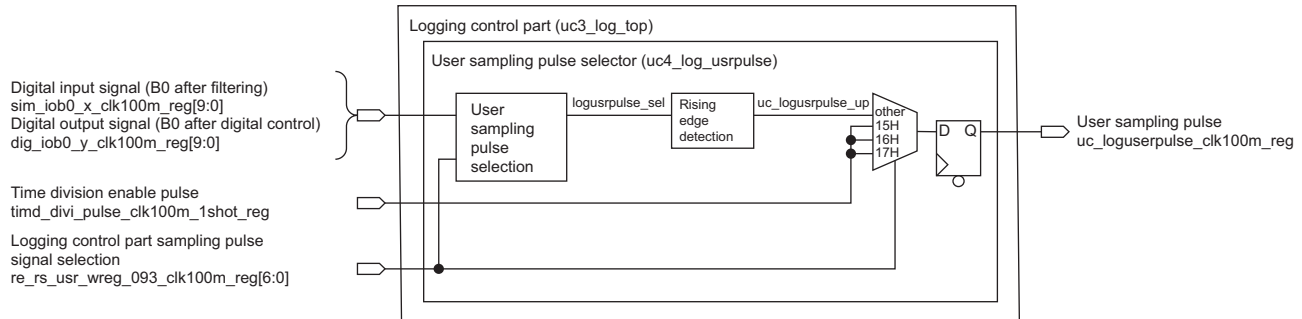 Logging control part (uc3_log_top)
User sampling pulse selector (uc4_log_usrpulse)
Digital input signal (B0 after filtering)
sim_iob0_x_clk100m_reg[9:0]
Digital output signal (B0 after digital control)
dig_iob0_y_clk100m_reg[9:0]
User
sampling
pulse
selection
logusrpulse_sel
Rising
edge
detection
uc_logusrpulse_up
other
15H
16H
17H
D Q
User sampling pulse
uc_loguserpulse_clk100m_reg
Time division enable pulse
timd_divi_pulse_clk100m_1shot_reg
Logging control part sampling pulse
signal selection
re_rs_usr_wreg_093_clk100m_reg[6:0]